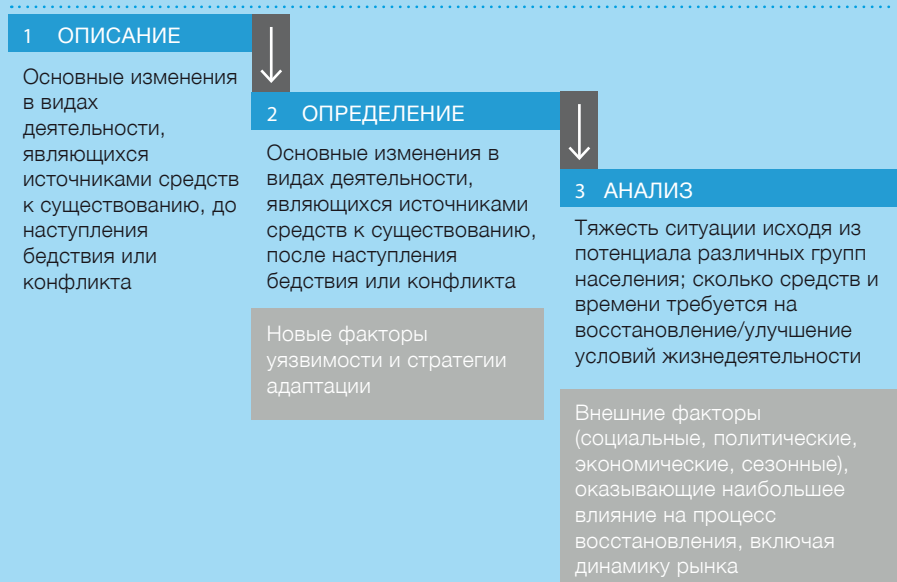 1 ОПИСАНИЕ
Основные изменения
в видах
деятельности,
являющихся
источниками средств
к существованию, до
наступления
бедствия или
конфликта
2 ОПРЕДЕЛЕНИЕ
Основные изменения в
видах деятельности,
являющихся источниками
средств к существованию,
после наступления
бедствия или конфликта
Новые факторы
уязвимости и стратегии
адаптации
3 АНАЛИЗ
Тяжесть ситуации исходя из
потенциала различных групп
населения; сколько средств и
времени требуется на
восстановление/улучшение
условий жизнедеятельности
Внешние факторы
(социальные, политические,
экономические, сезонные),
оказывающие наибольшее
влияние на процесс
восстановления, включая
динамику рынка